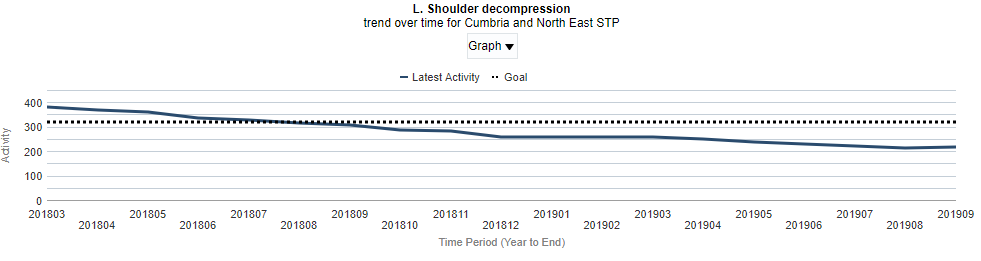 L. Shoulder decompression
trend over time for Cumbria and North East STP
Graph
Latest Activity Goal
400
300
200
100
0
Activity
201803 201805 201807 201809 201811 201901 201903 201905 201907 201909
201804 201806 201808 201810 201812 201902 201904 201906 201908
Time Period (Year to End)